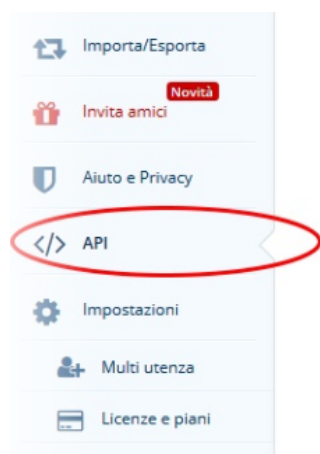 Importa/Esporta
Novità
Invita amici
Aiuto e Privacy
</> API
Impostazioni
Multi utenza
Licenze e piani